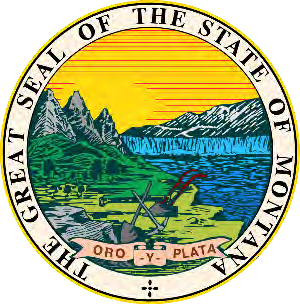 THE GREAT SEAL OF THE STATE OF MONTANA
ORO -Y- PLATA